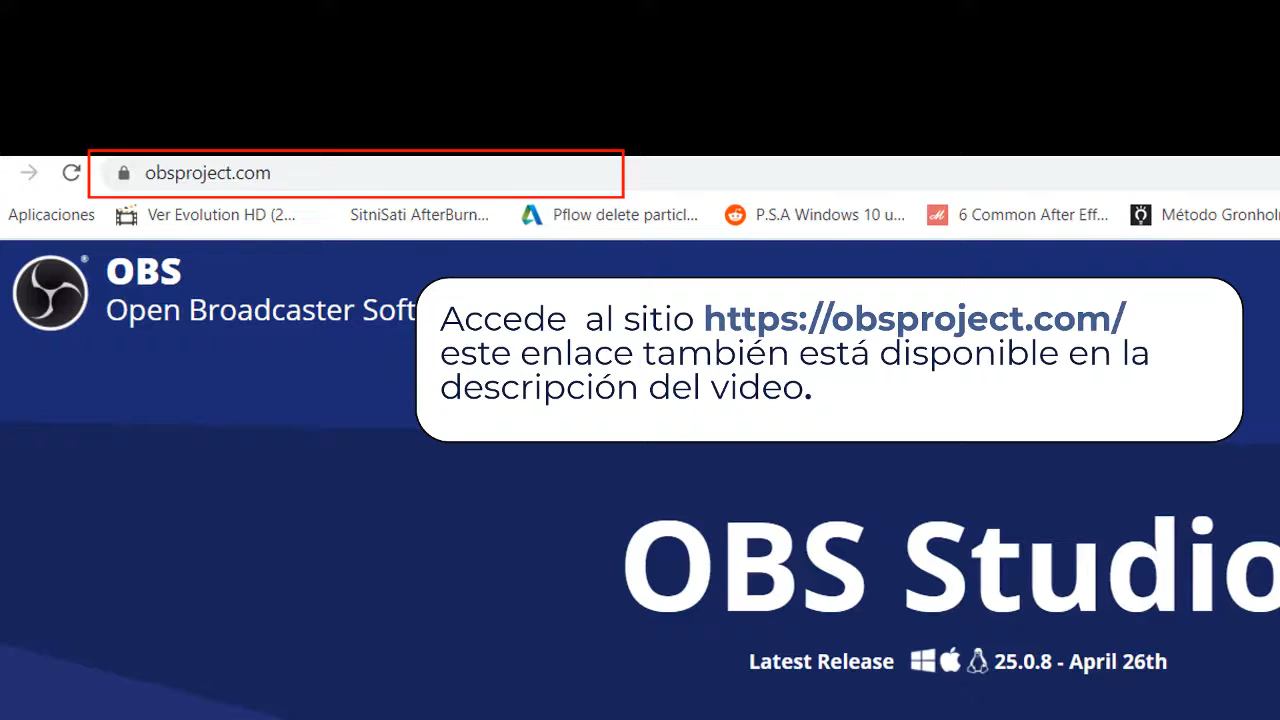 obsproject.com
Aplicaciones Ver Evolution HD (2... SitniSati AfterBurn... Pflow delete particl... P.S.A Windows 10 u... 6 Common After Eff... Método Gronhol
OBS
Open Broadcaster Soft
Accede al sitio https://obsproject.com/
este enlace también está disponible en la
descripción del video.
OBS Studio
Latest Release 25.0.8 - April 26th